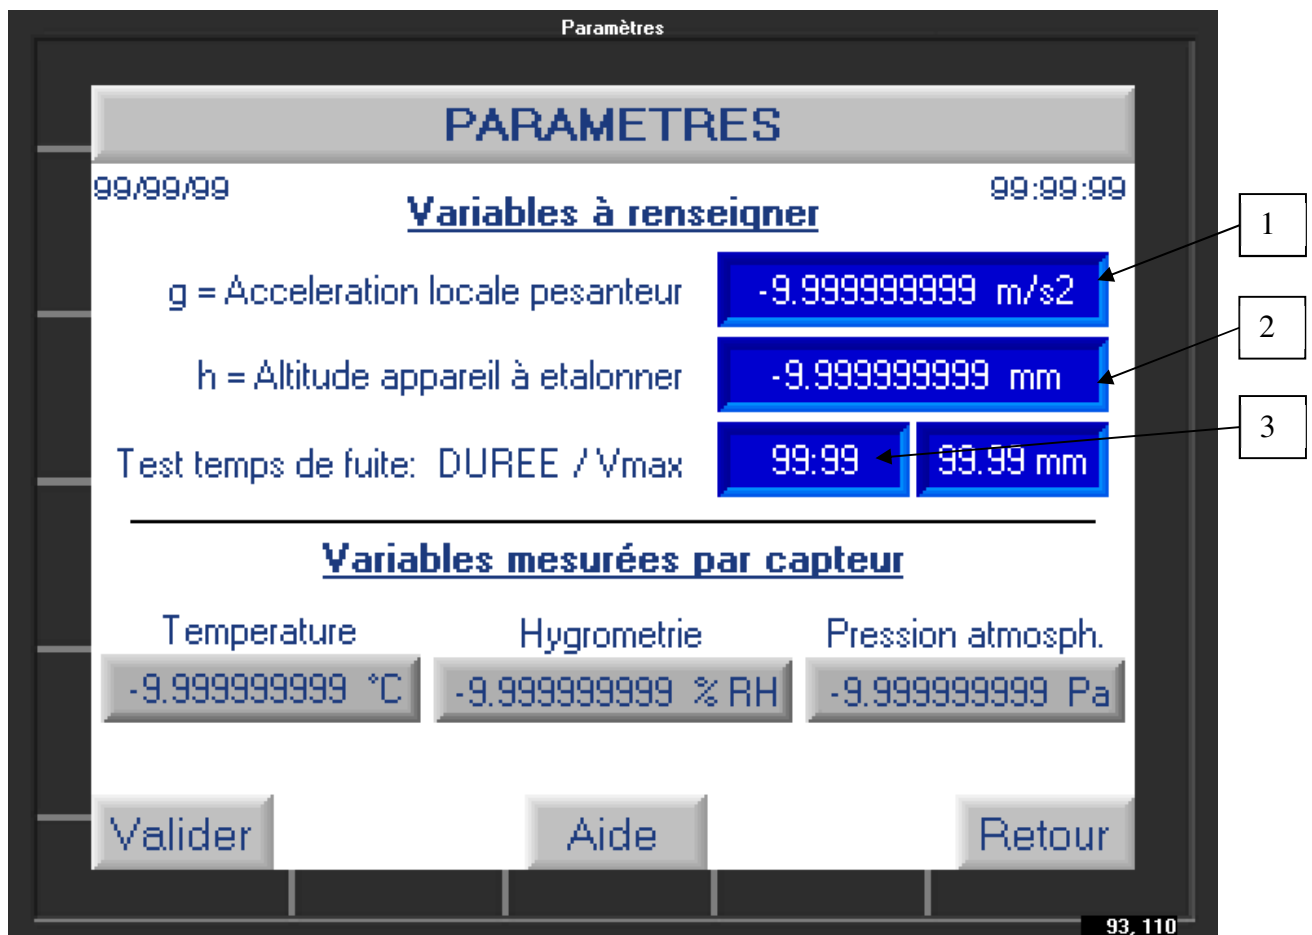 Paramètres
PARAMETRES
99/99/99
99:99:99
Variables à renseigner
1
g = Acceleration locale pesanteur
-9.999999999 m/s2
2
h = Altitude appareil à etalonner
-9.999999999 mm
3
Test temps de fuite: DUREE / Vmax
99:99
99.99 mm
Variables mesurées par capteur
Temperature
Hygrometrie
Pression atmosph.
-9.999999999 °C
-9.999999999 % RH
-9.999999999 Pa
Valider
Aide
Retour
93, 110